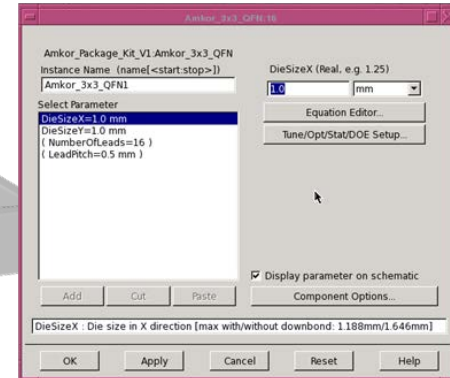 Amkor_3x3_QFN:16
Amkor_Package_Kit_V1:Amkor_3x3_QFN
Instance Name (name[<start:stop>])
Amkor_3x3_QFN1
Select Parameter
DieSizeX=1.0 mm
DieSizeY=1.0 mm
( NumberOfLeads=16 )
( LeadPitch=0.5 mm )
Add
Cut
Paste
DieSizeX (Real, e.g. 1.25)
1.0
mm
Equation Editor...
Tune/Opt/Stat/DOE Setup...
Display parameter on schematic
Component Options...
DieSizeX : Die size in X direction [max with/without downbond: 1.188mm/1.646mm]
OK
Apply
Cancel
Reset
Help